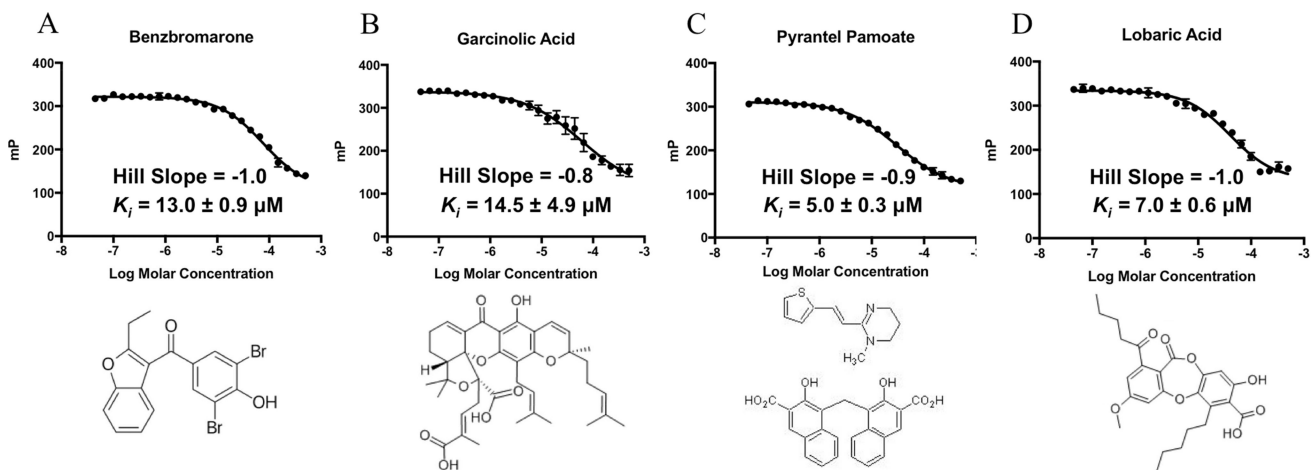 A
Benzbromarone
400
300
200
100
0
mP
-8 -7 -6 -5 -4 -3
Log Molar Concentration
Hill Slope = -1.0
Ki = 13.0 ± 0.9 μM
O
O
Br
OH
Br
B
Garcinolic Acid
400
300
200
100
0
mP
-8 -7 -6 -5 -4 -3
Log Molar Concentration
Hill Slope = -0.8
Ki = 14.5 ± 4.9 μM
O
OH
O
O
H
O
O
OH
O
OH
C
Pyrantel Pamoate
400
300
200
100
0
mP
-8 -7 -6 -5 -4 -3
Log Molar Concentration
Hill Slope = -0.9
Ki = 5.0 ± 0.3 μM
S
N
N
H3C
OH
OH
HO2C
CO2H
D
Lobaric Acid
400
300
200
100
0
mP
-8 -7 -6 -5 -4 -3
Log Molar Concentration
Hill Slope = -1.0
Ki = 7.0 ± 0.6 μM
O
O
O
OH
O
O
O
HO